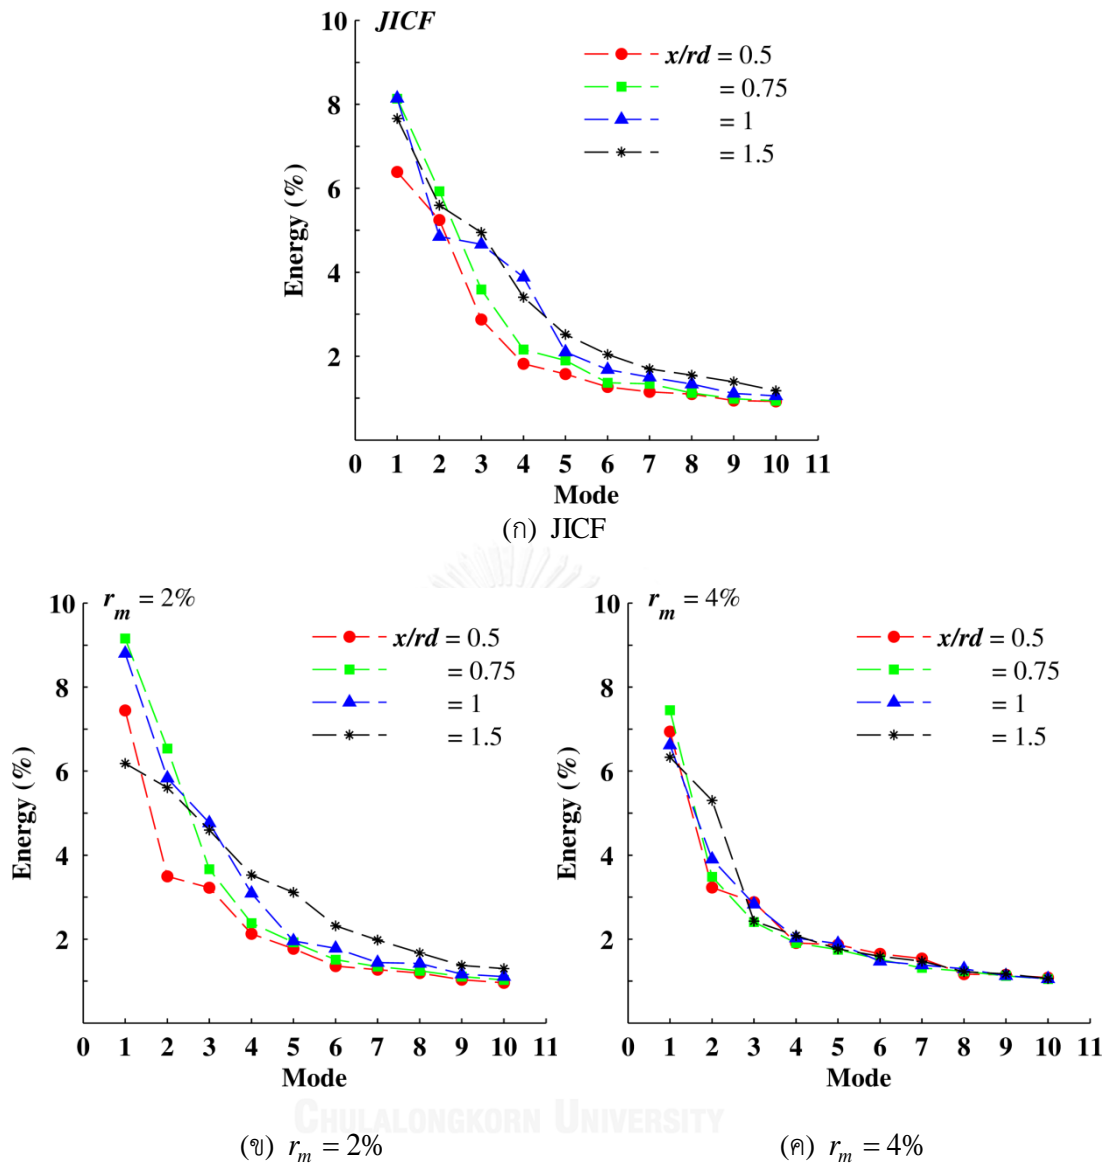 JICF
10
8
6
4
2
Energy (%)
x/rd = 0.5
= 0.75
= 1
= 1.5
0 1 2 3 4 5 6 7 8 9 10 11
Mode
(ก) JICF
r_m = 2%
10
8
6
4
2
Energy (%)
x/rd = 0.5
= 0.75
= 1
= 1.5
0 1 2 3 4 5 6 7 8 9 10 11
Mode
r_m = 4%
10
8
6
4
2
Energy (%)
x/rd = 0.5
= 0.75
= 1
= 1.5
0 1 2 3 4 5 6 7 8 9 10 11
Mode
CHULALONGKORN UNIVERSITY
(ข) r_m = 2%
(ค) r_m = 4%